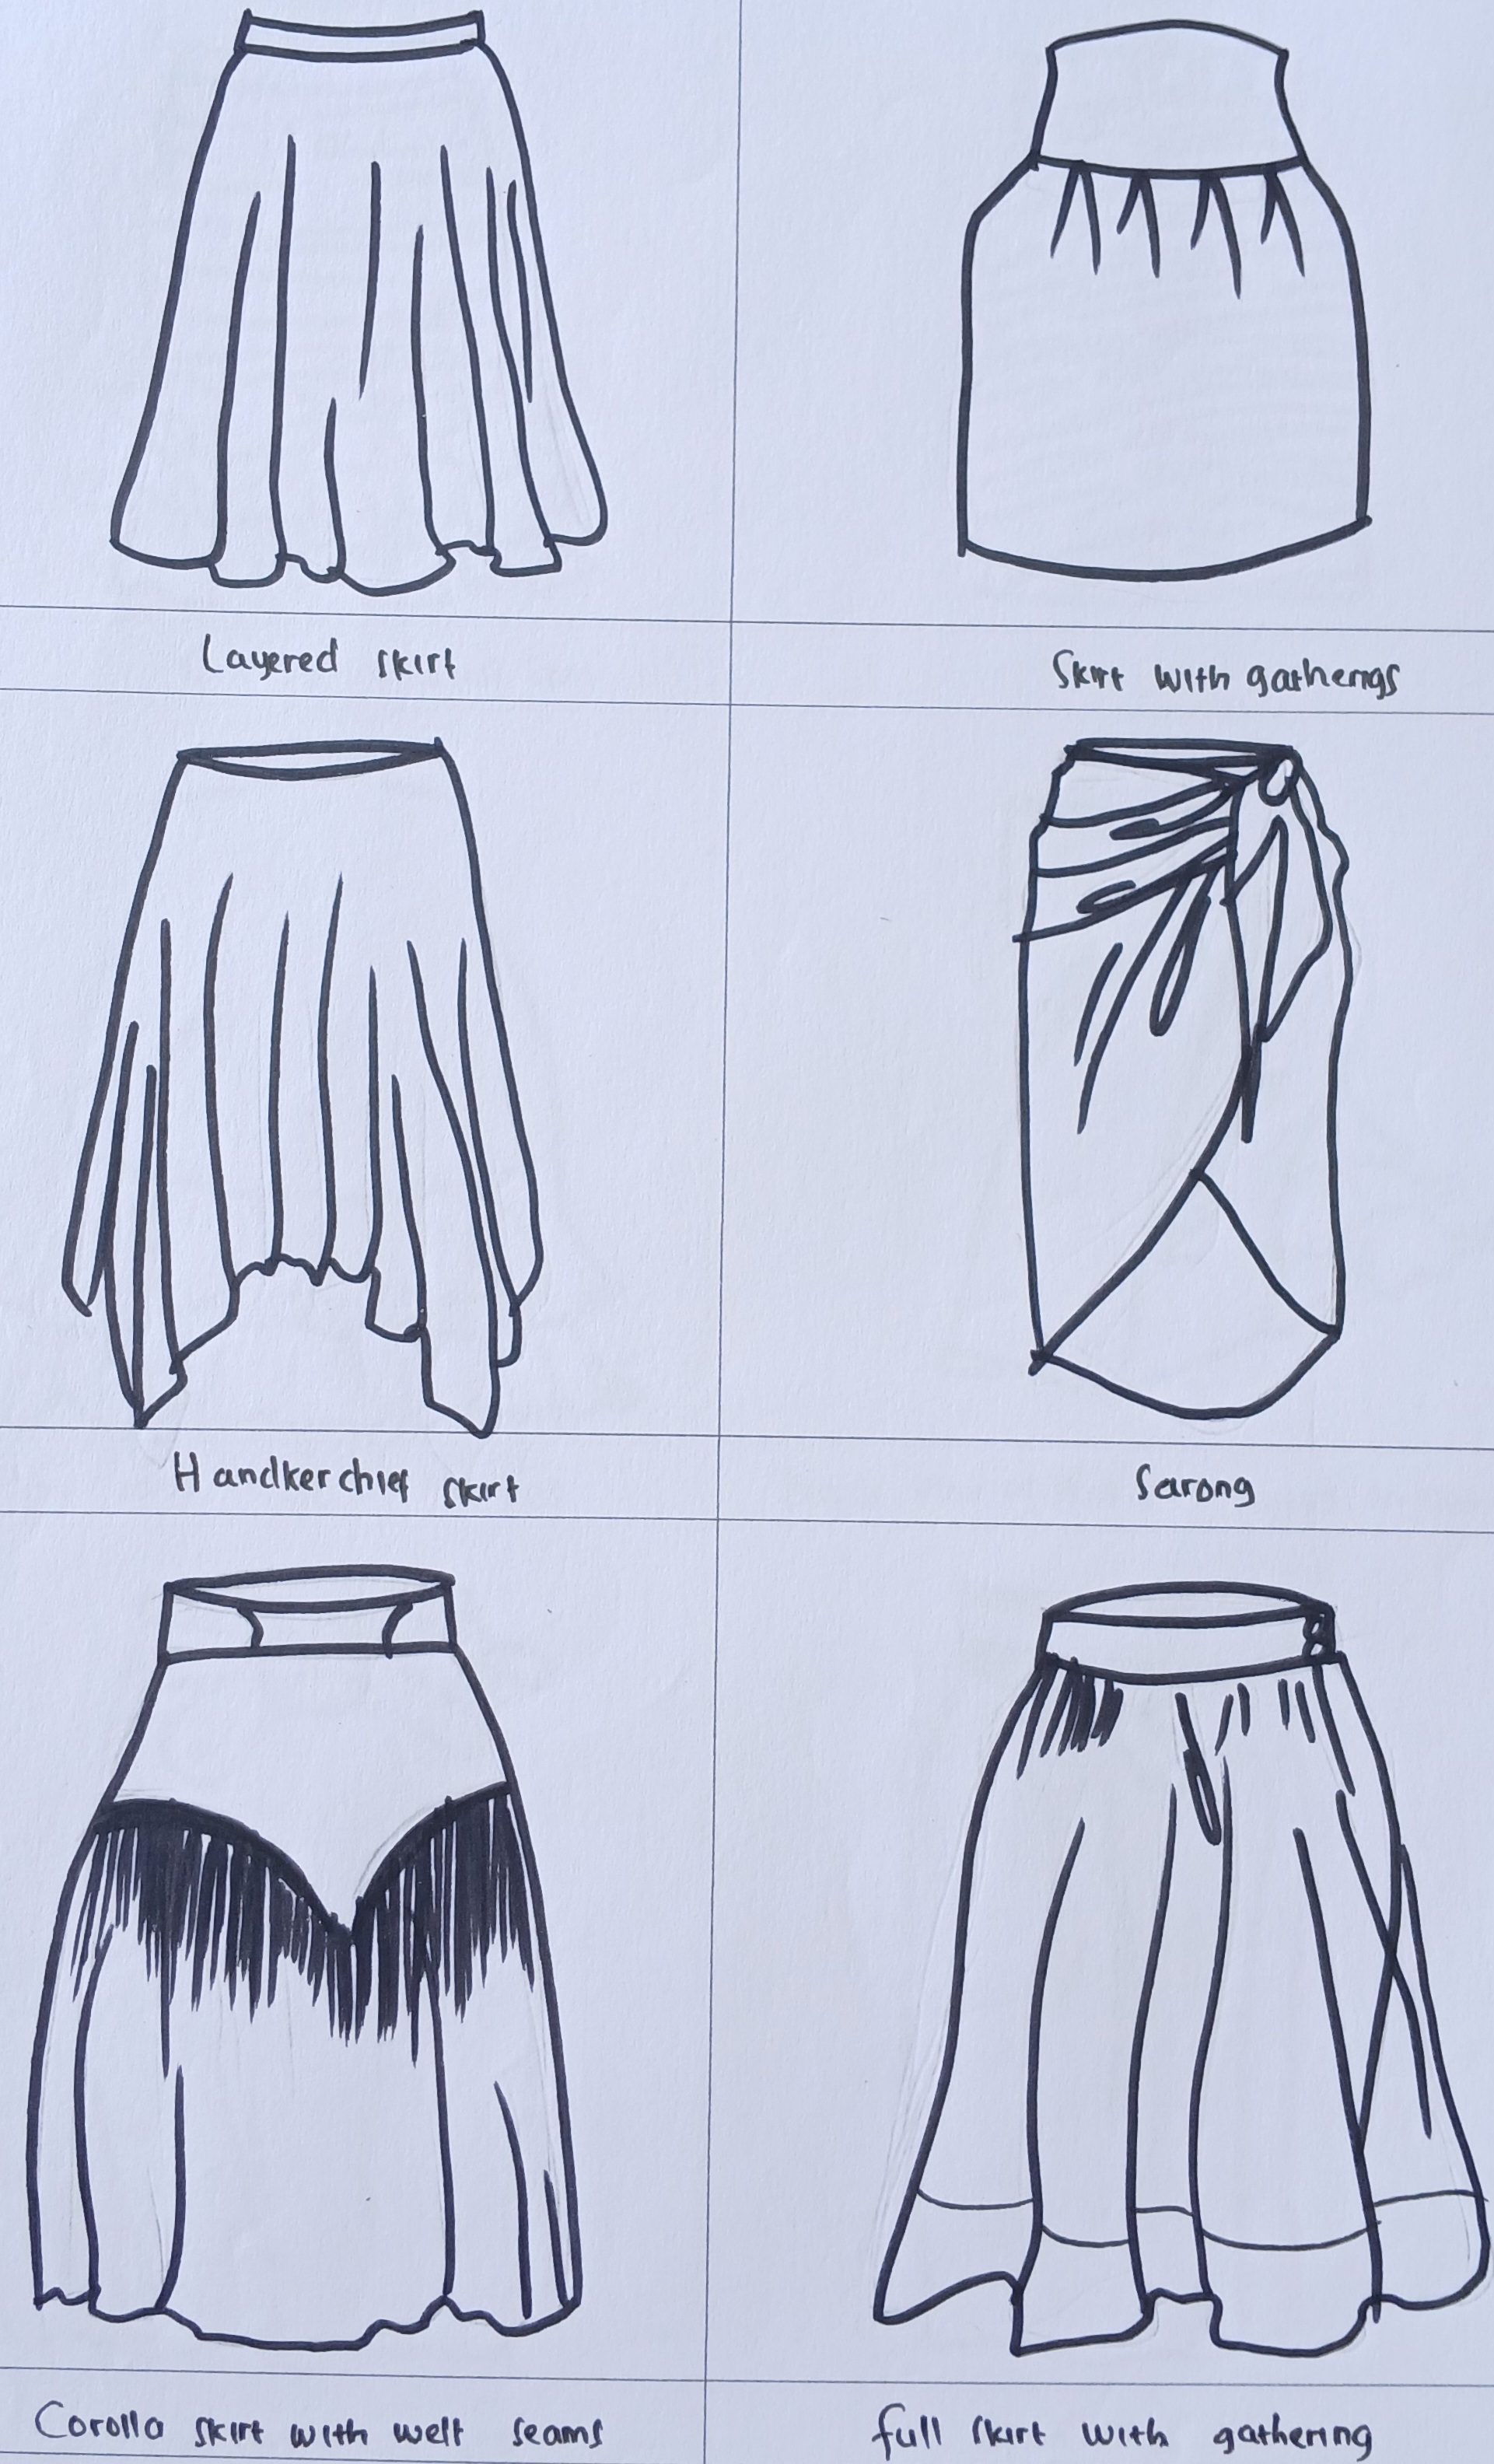 Layered skirt
Skirt with gatherings
Handkerchief skirt
Sarong
Corolla skirt with welt seams
full skirt with gathering